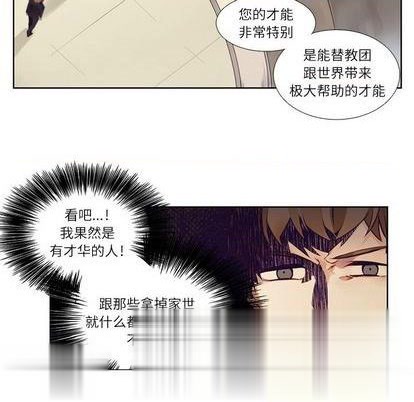 您的才能
非常特别
是能替教团
跟世界带来
极大帮助的才能
看吧...!
我果然是
有才华的人!
跟那些拿掉家世
就什么都